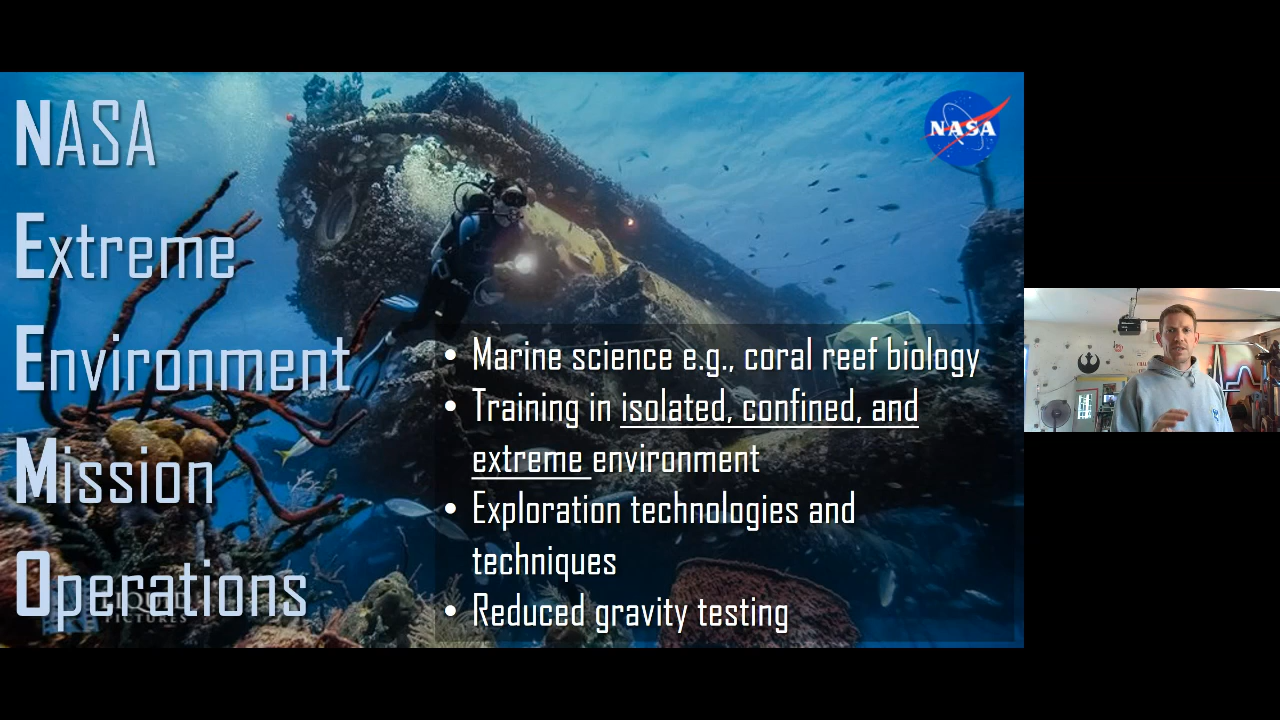 NASA
Extreme
Environment
Mission
Operations
NASA
• Marine science e.g., coral reef biology
• Training in isolated, confined, and
extreme environment
• Exploration technologies and
techniques
• Reduced gravity testing
PICTURES